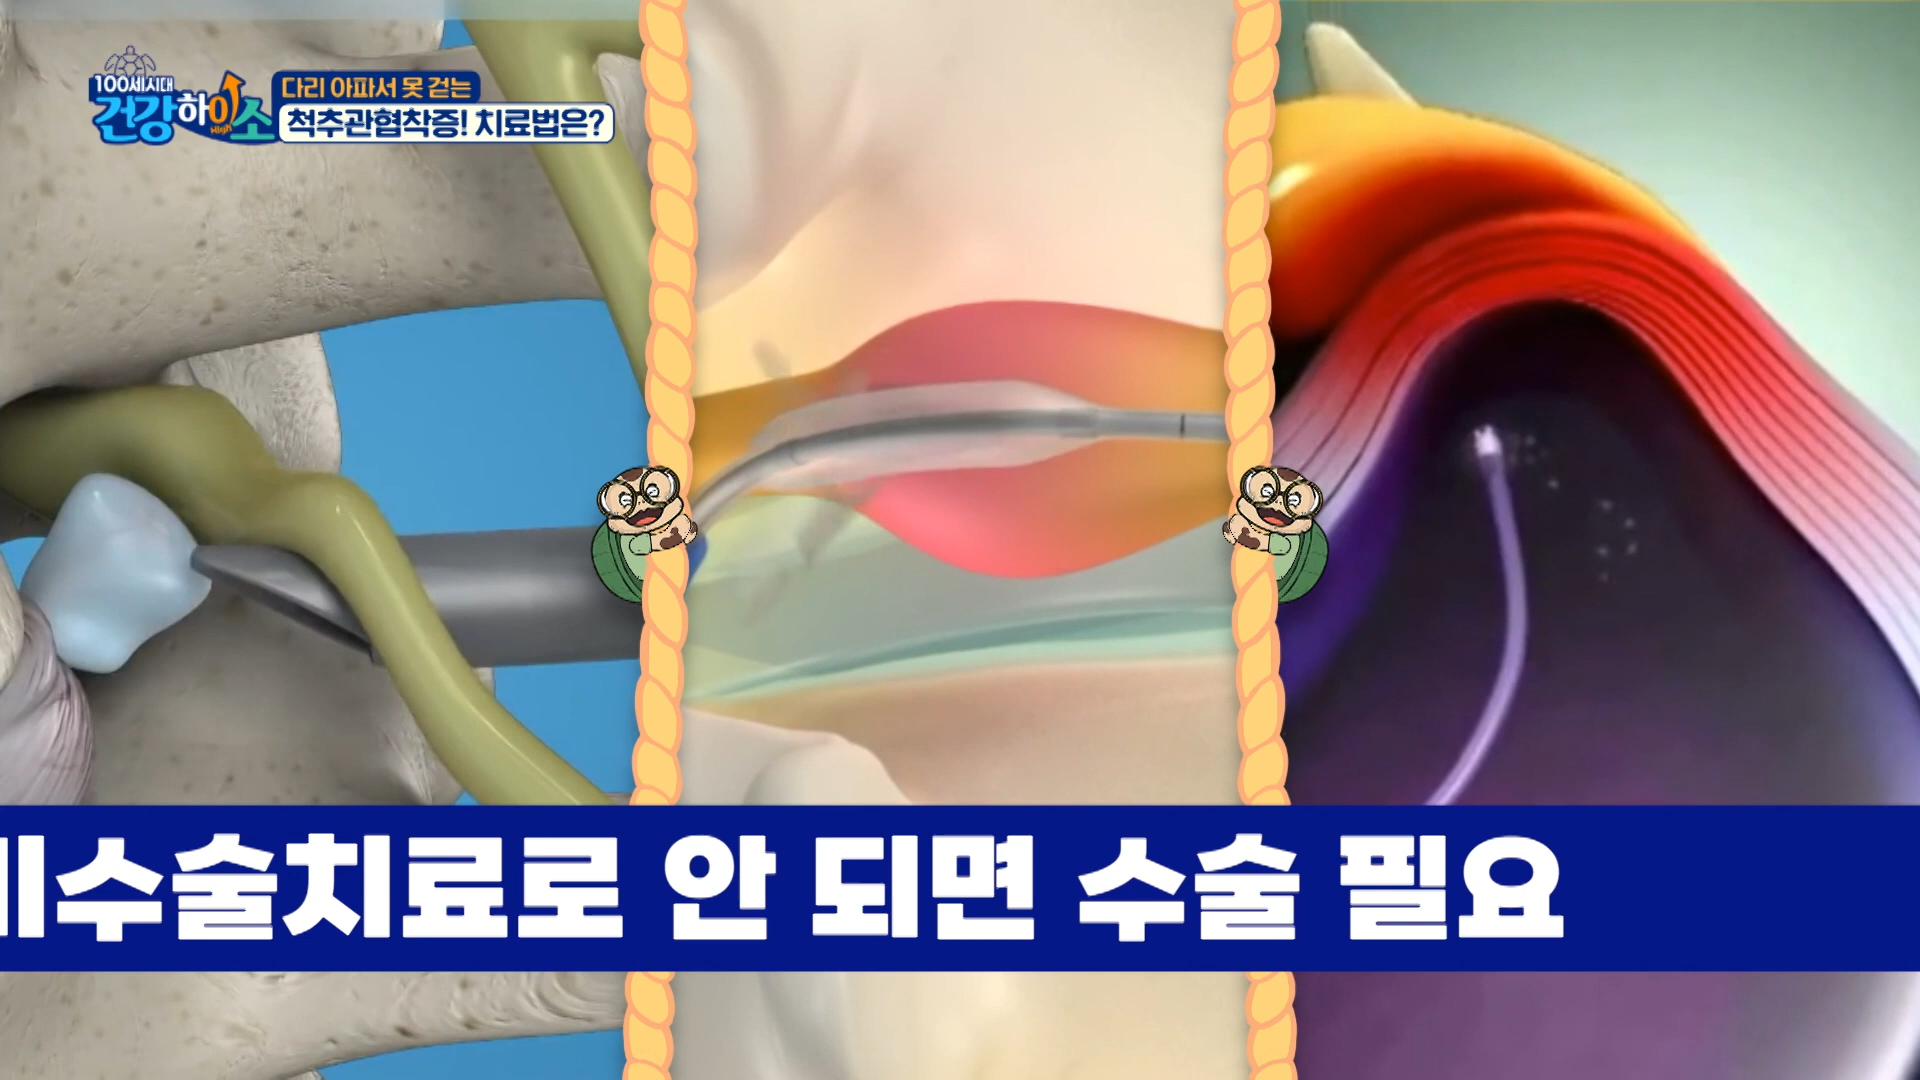 100세시대
건강하이소
High
다리 아파서 못 걷는
척추관협착증! 치료법은?
수술치료로 안 되면 수술 필요